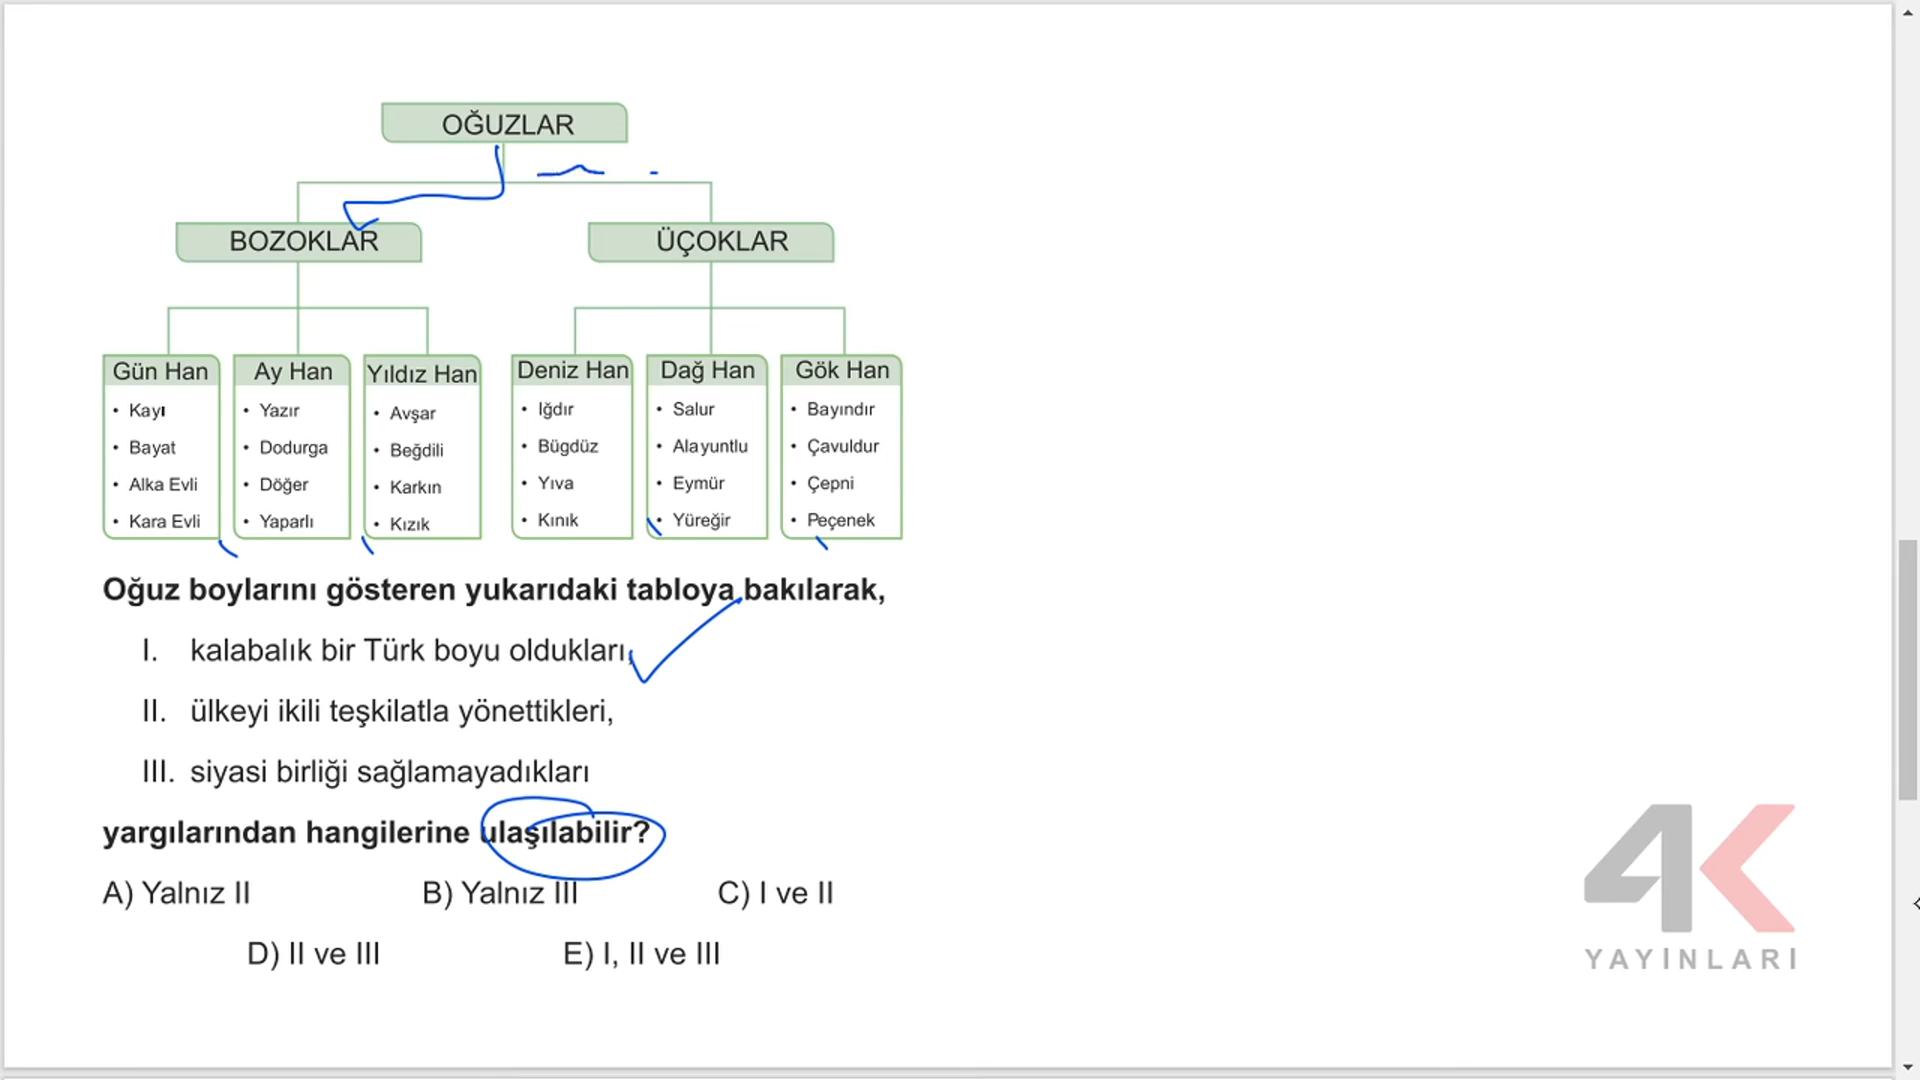 OĞUZLAR
BOZOKLAR
ÜÇOKLAR
Gün Han
• Kayı
• Bayat
• Alka Evli
• Kara Evli
Ay Han
• Yazır
• Dodurga
• Döğer
• Yaparlı
Yıldız Han
• Avşar
• Beğdili
• Karkın
• Kızık
Deniz Han
• Iğdır
• Bügdüz
• Yıva
• Kınık
Dağ Han
• Salur
• Alayuntlu
• Eymür
• Yüreğir
Gök Han
• Bayındır
• Çavuldur
• Çepni
• Peçenek
Oğuz boylarını gösteren yukarıdaki tabloya bakılarak,
I. kalabalık bir Türk boyu oldukları,
II. ülkeyi ikili teşkilatla yönettikleri,
III. siyasi birliği sağlamayadıkları
yargılarından hangilerine ulaşılabilir?
A) Yalnız II B) Yalnız III C) I ve II
D) II ve III E) I, II ve III
4K
YAYINLARI